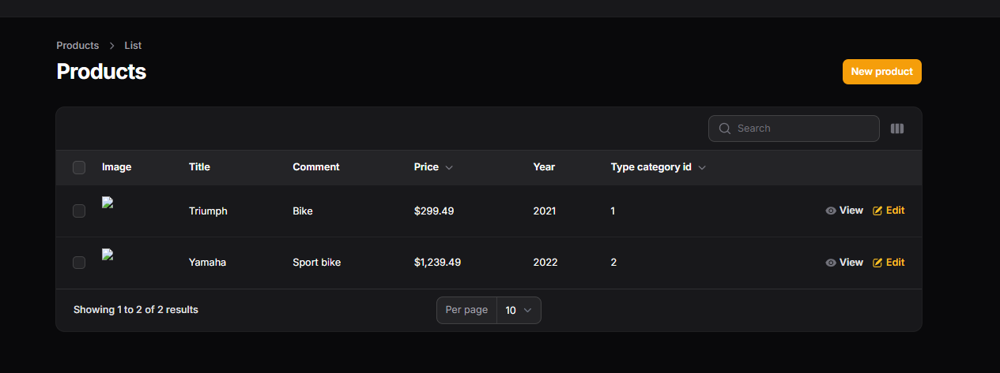 Products > List
Products
New product
Search
Image Title Comment Price Year Type category id
Triumph Bike $299.49 2021 1 View Edit
Yamaha Sport bike $1,239.49 2022 2 View Edit
Showing 1 to 2 of 2 results Per page 10